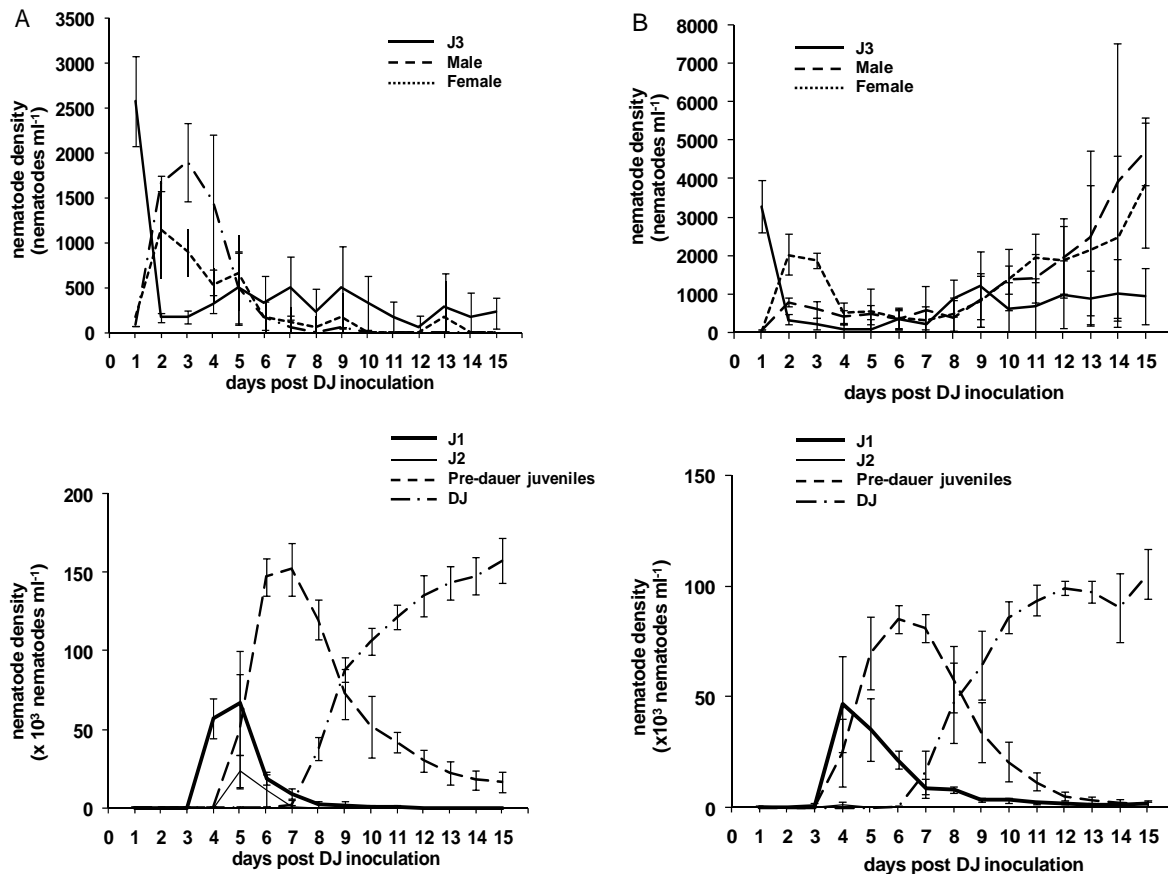 A
J3
Male
Female
nematode density
(nematodes ml-1)
3500
3000
2500
2000
1500
1000
500
0
0 1 2 3 4 5 6 7 8 9 10 11 12 13 14 15
days post DJ inoculation
B
J3
Male
Female
nematode density
(nematodes ml-1)
8000
7000
6000
5000
4000
3000
2000
1000
0
0 1 2 3 4 5 6 7 8 9 10 11 12 13 14 15
days post DJ inoculation
J1
J2
Pre-dauer juveniles
DJ
nematode density
(x 10³ nematodes ml-1)
200
150
100
50
0
0 1 2 3 4 5 6 7 8 9 10 11 12 13 14 15
days post DJ inoculation
J1
J2
Pre-dauer juveniles
DJ
nematode density
(x10³ nematodes ml-1)
150
100
50
0
0 1 2 3 4 5 6 7 8 9 10 11 12 13 14 15
days post DJ inoculation